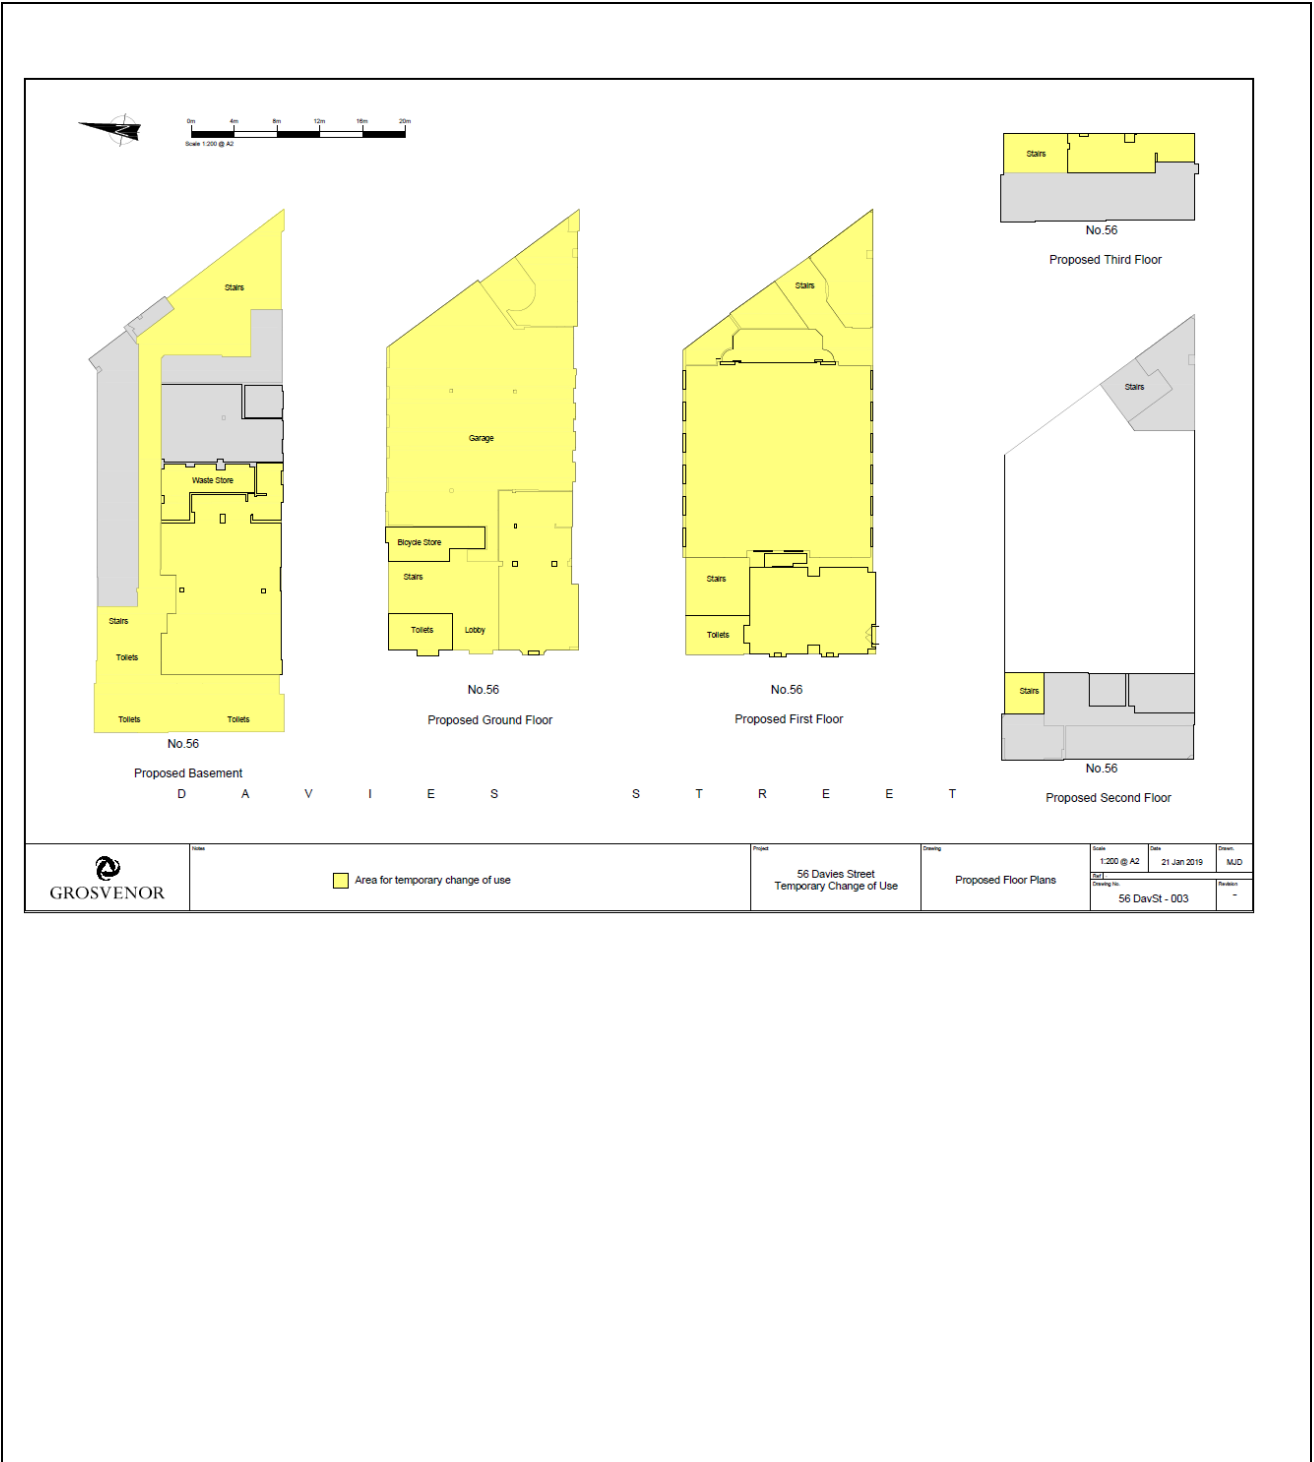 0m 4m 8m 12m 16m 20m
Scale 1:200 @ A2
Stairs
No.56
Proposed Third Floor
Stairs
Waste Store
Stairs
Toilets
Toilets Toilets
No.56
Proposed Basement
Garage
Bicycle Store
Stairs
Toilets Lobby
No.56
Proposed Ground Floor
Stairs
Stairs
Toilets
No.56
Proposed First Floor
Stairs
Stairs
No.56
Proposed Second Floor
D A V I E S S T R E E T
GROSVENOR
Notes
Area for temporary change of use
Project
56 Davies Street
Temporary Change of Use
Drawing
Proposed Floor Plans
Scale
1:200 @ A2
Date
21 Jan 2019
Drawn.
MJD
Ref
Drawing No.
56 DavSt - 003
Revision
-